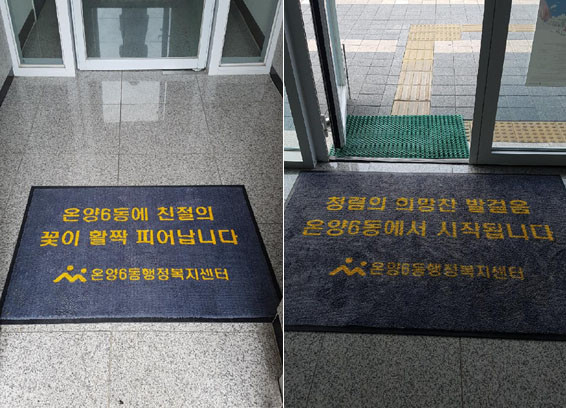 온양6동에 친절의
꽃이 활짝 피어납니다
온양6동행정복지센터
청렴의 희망찬 발걸음
온양6동에서 시작됩니다
온양6동행정복지센터